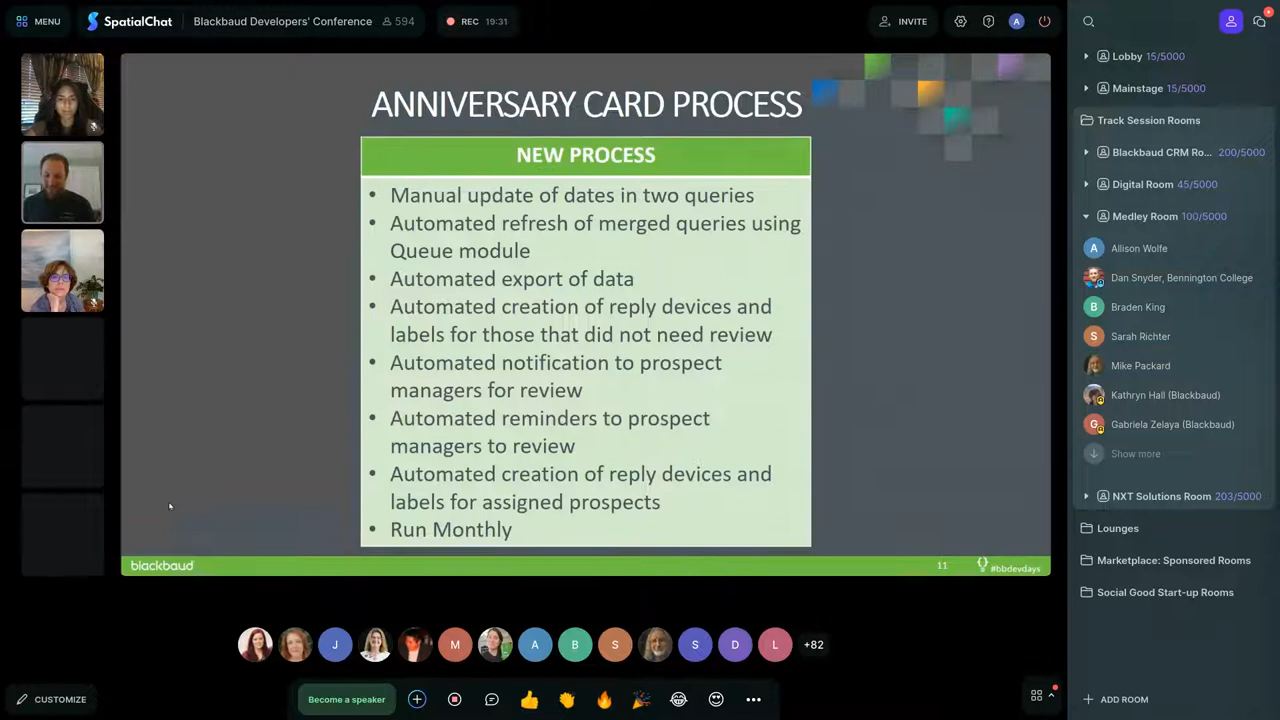 MENU
SpatialChat
Blackbaud Developers' Conference
594
REC 19:31
INVITE
A
ANNIVERSARY CARD PROCESS
NEW PROCESS
• Manual update of dates in two queries
• Automated refresh of merged queries using
Queue module
• Automated export of data
• Automated creation of reply devices and
labels for those that did not need review
• Automated notification to prospect
managers for review
• Automated reminders to prospect
managers to review
• Automated creation of reply devices and
labels for assigned prospects
• Run Monthly
blackbaud
11
#bbdevdays
J
M
A
B
S
S
D
L
+82
CUSTOMIZE
Become a speaker
Lobby 15/5000
Mainstage 15/5000
Track Session Rooms
Blackbaud CRM Ro... 200/5000
Digital Room 45/5000
Medley Room 100/5000
A Allison Wolfe
Dan Snyder, Bennington College
B Braden King
S Sarah Richter
Mike Packard
Kathryn Hall (Blackbaud)
G Gabriela Zelaya (Blackbaud)
Show more
NXT Solutions Room 203/5000
Lounges
Marketplace: Sponsored Rooms
Social Good Start-up Rooms
ADD ROOM